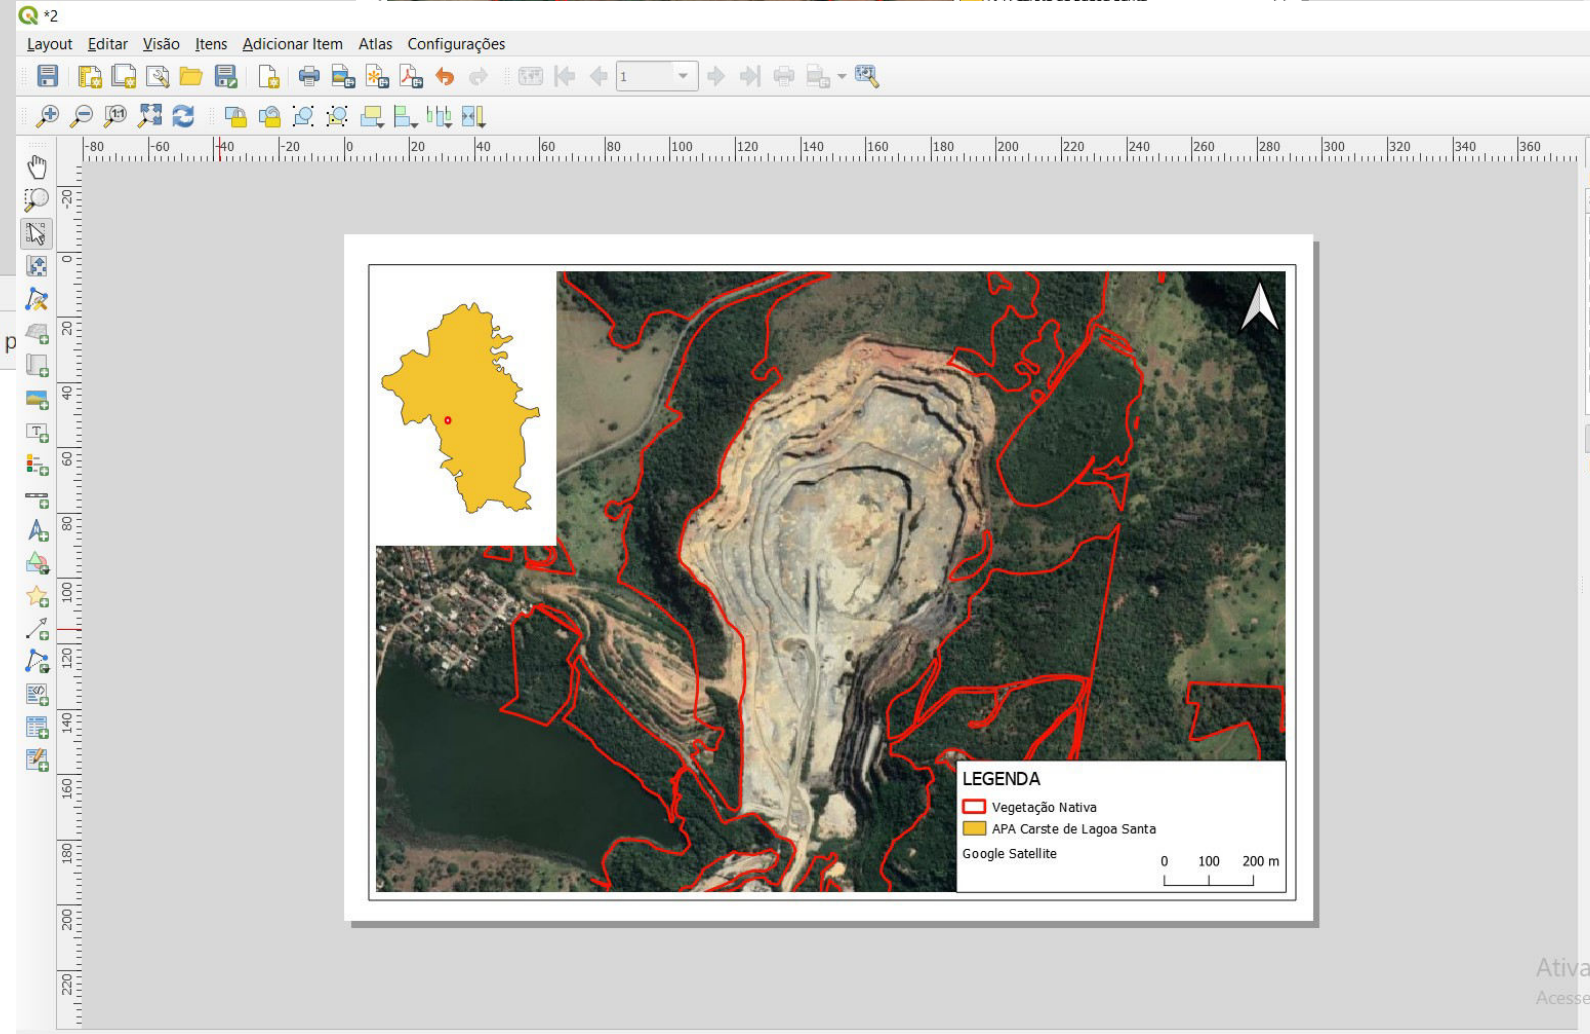 *2
Layout Editar Visão Itens Adicionar Item Atlas Configurações
1
-80 -60 -40 -20 0 20 40 60 80 100 120 140 160 180 200 220 240 260 280 300 320 340 360
-20
0
20
40
60
80
100
120
140
160
180
200
220
p
LEGENDA
Vegetação Nativa
APA Carste de Lagoa Santa
Google Satellite
0 100 200 m
Ativa
Acesse